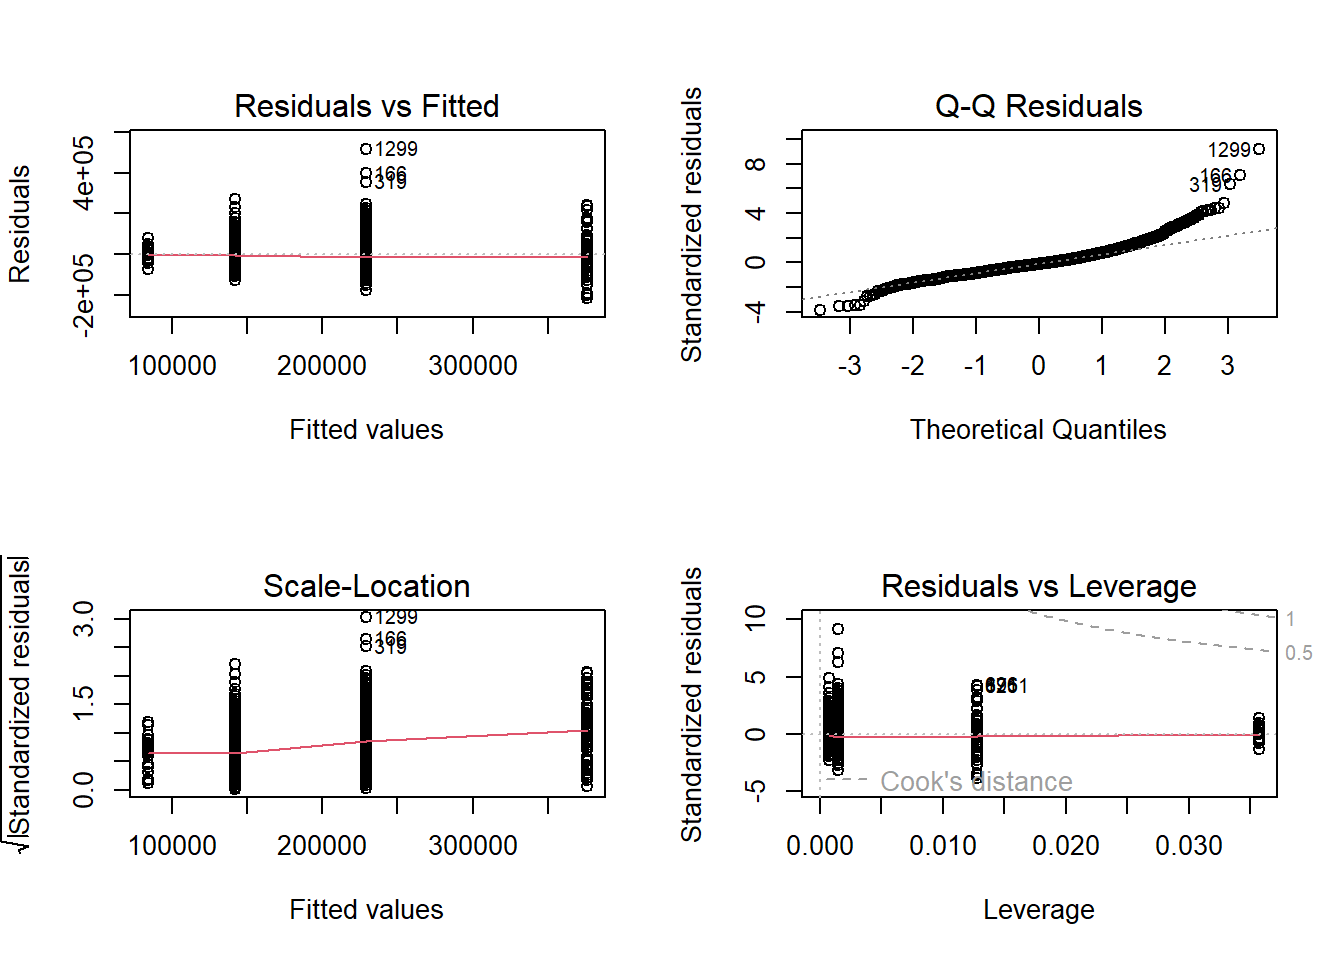 Residuals vs Fitted
Residuals
4e+05
-2e+05
1299
166
319
100000 200000 300000
Fitted values
Q-Q Residuals
Standardized residuals
8
4
0
-4
1299
166
319
-3 -2 -1 0 1 2 3
Theoretical Quantiles
Scale-Location
√|Standardized residuals|
3.0
1.5
0.0
1299
166
319
100000 200000 300000
Fitted values
Residuals vs Leverage
Standardized residuals
10
5
0
-5
1
0.5
Cook's distance
0.000 0.010 0.020 0.030
Leverage